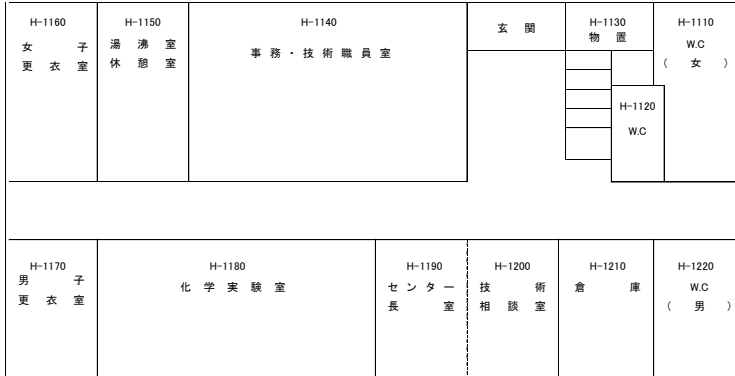 H-1160
女子
更衣室
H-1150
湯沸室
休憩室
H-1140
事務・技術職員室
玄関
H-1130
物置
H-1110
W.C
(女)
H-1120
W.C
H-1170
男子
更衣室
H-1180
化学実験室
H-1190
センター
長室
H-1200
技術
相談室
H-1210
倉庫
H-1220
W.C
(男)